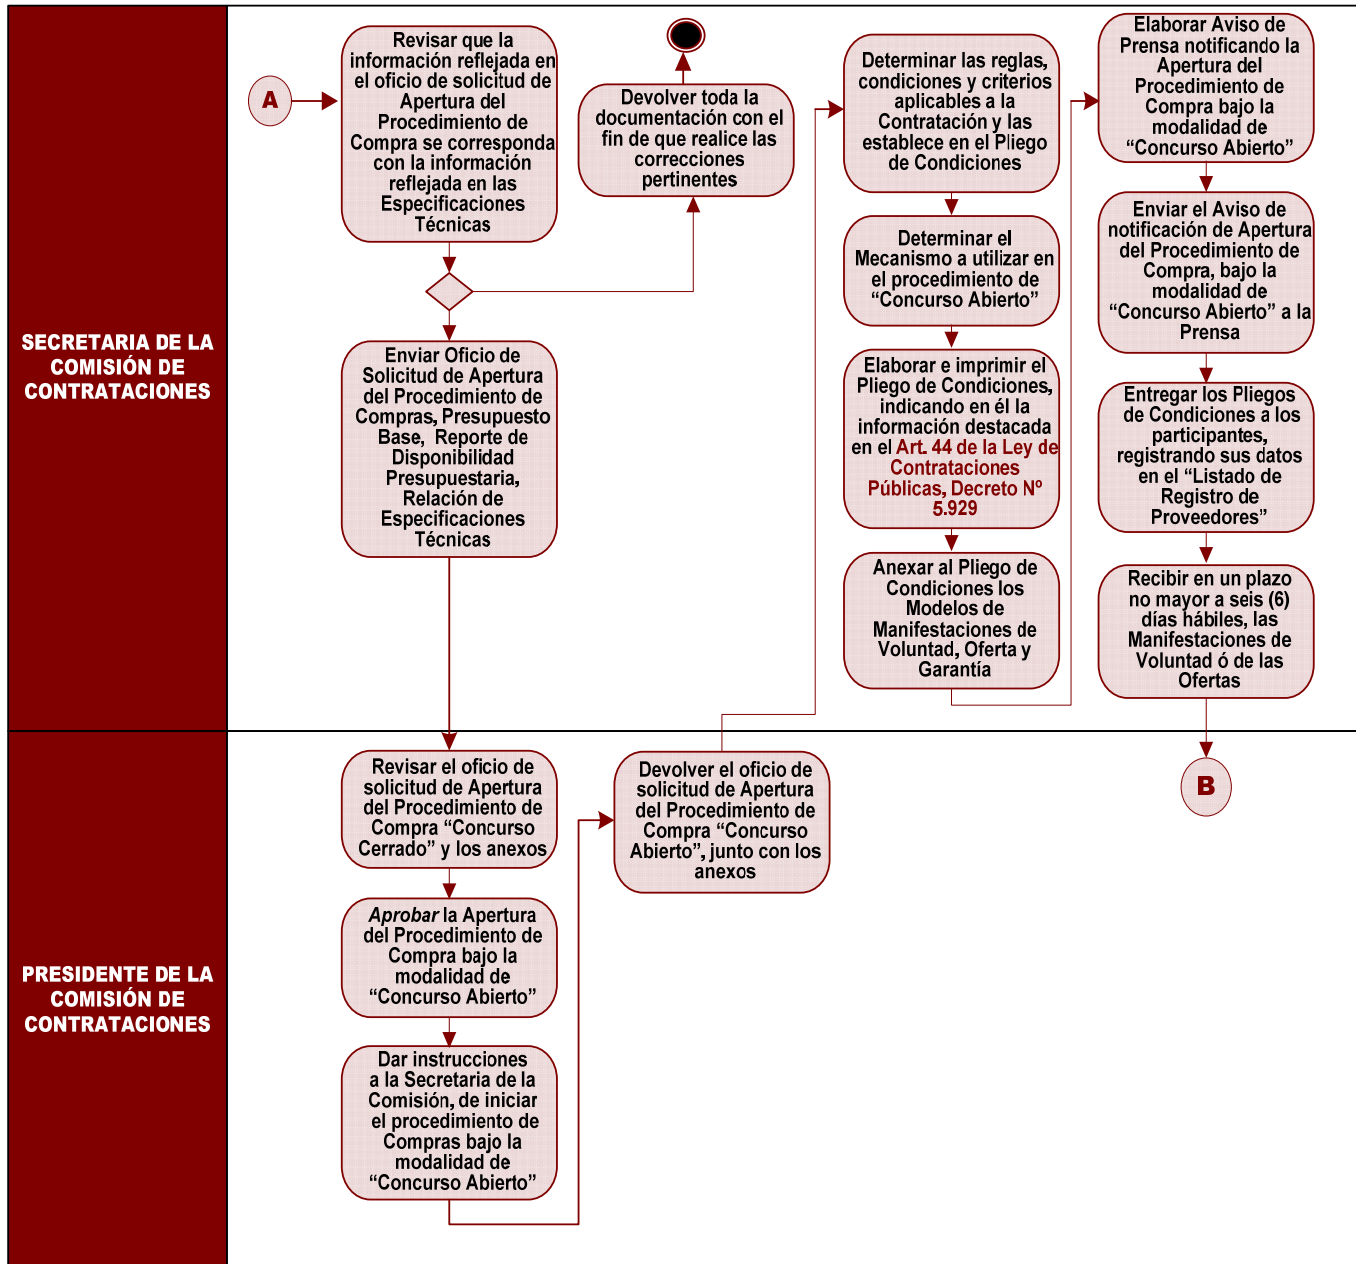 SECRETARIA DE LA
COMISIÓN DE
CONTRATACIONES
A
Revisar que la
información reflejada en
el oficio de solicitud de
Apertura del
Procedimiento de
Compra se corresponda
con la información
reflejada en las
Especificaciones
Técnicas
Devolver toda la
documentación con el
fin de que realice las
correcciones
pertinentes
Enviar Oficio de
Solicitud de Apertura
del Procedimiento de
Compras, Presupuesto
Base, Reporte de
Disponibilidad
Presupuestaria,
Relación de
Especificaciones
Técnicas
Determinar las reglas,
condiciones y criterios
aplicables a la
Contratación y las
establece en el Pliego
de Condiciones
Determinar el
Mecanismo a utilizar en
el procedimiento de
“Concurso Abierto”
Elaborar e imprimir el
Pliego de Condiciones,
indicando en él la
información destacada
en el Art. 44 de la Ley de
Contrataciones
Públicas, Decreto Nº
5.929
Anexar al Pliego de
Condiciones los
Modelos de
Manifestaciones de
Voluntad, Oferta y
Garantía
Elaborar Aviso de
Prensa notificando la
Apertura del
Procedimiento de
Compra bajo la
modalidad de
“Concurso Abierto”
Enviar el Aviso de
notificación de Apertura
del Procedimiento de
Compra, bajo la
modalidad de
“Concurso Abierto” a la
Prensa
Entregar los Pliegos
de Condiciones a los
participantes,
registrando sus datos
en el “Listado de
Registro de
Proveedores”
Recibir en un plazo
no mayor a seis (6)
días hábiles, las
Manifestaciones de
Voluntad ó de las
Ofertas
B
PRESIDENTE DE LA
COMISIÓN DE
CONTRATACIONES
Revisar el oficio de
solicitud de Apertura
del Procedimiento de
Compra “Concurso
Cerrado” y los anexos
Aprobar la Apertura
del Procedimiento de
Compra bajo la
modalidad de
“Concurso Abierto”
Dar instrucciones
a la Secretaria de la
Comisión, de iniciar
el procedimiento de
Compras bajo la
modalidad de
“Concurso Abierto”
Devolver el oficio de
solicitud de Apertura
del Procedimiento de
Compra “Concurso
Abierto”, junto con los
anexos